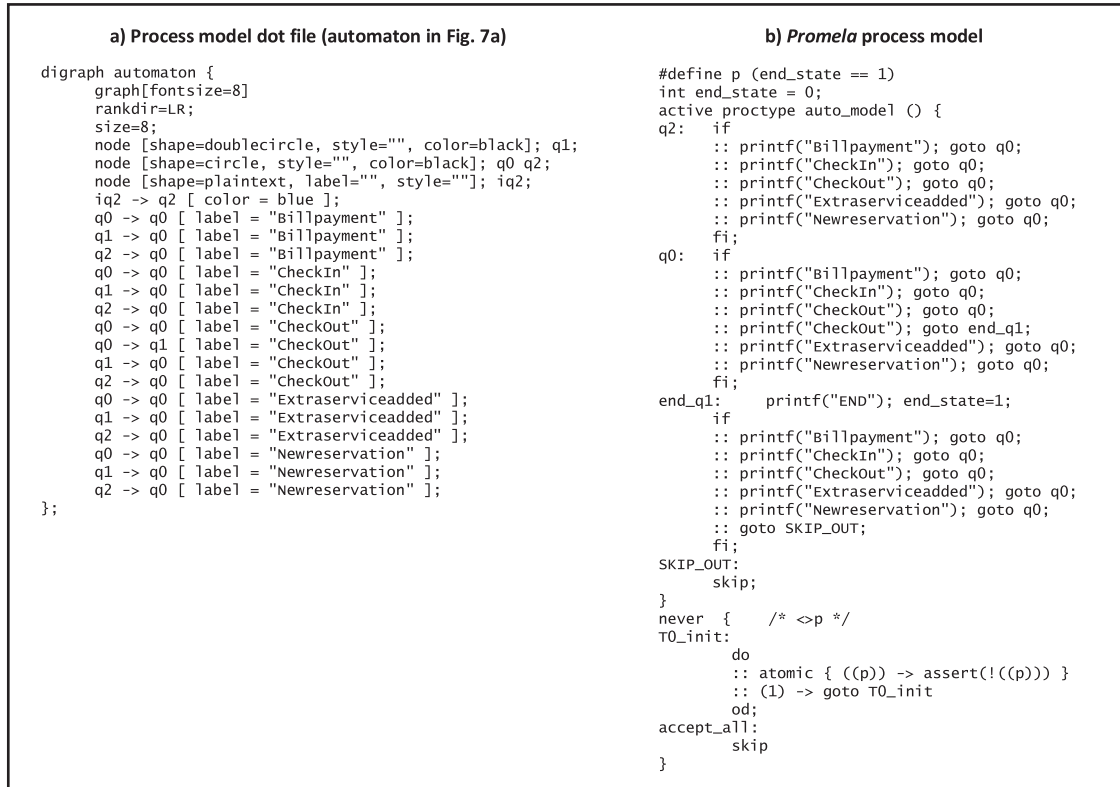 a) Process model dot file (automaton in Fig. 7a)
digraph automaton {
graph[fontsize=8]
rankdir=LR;
size=8;
node [shape=doublecircle, style="", color=black]; q1;
node [shape=circle, style="", color=black]; q0 q2;
node [shape=plaintext, label="", style=""]; iq2;
iq2 -> q2 [ color = blue ];
q0 -> q0 [ label = "Billpayment" ];
q1 -> q0 [ label = "Billpayment" ];
q2 -> q0 [ label = "Billpayment" ];
q0 -> q0 [ label = "CheckIn" ];
q1 -> q0 [ label = "CheckIn" ];
q2 -> q0 [ label = "CheckIn" ];
q0 -> q0 [ label = "CheckOut" ];
q0 -> q1 [ label = "CheckOut" ];
q1 -> q0 [ label = "CheckOut" ];
q2 -> q0 [ label = "CheckOut" ];
q0 -> q0 [ label = "Extraserviceadded" ];
q1 -> q0 [ label = "Extraserviceadded" ];
q2 -> q0 [ label = "Extraserviceadded" ];
q0 -> q0 [ label = "Newreservation" ];
q1 -> q0 [ label = "Newreservation" ];
q2 -> q0 [ label = "Newreservation" ];
};
b) Promela process model
#define p (end_state == 1)
int end_state = 0;
active proctype auto_model () {
q2: if
:: printf("Billpayment"); goto q0;
:: printf("CheckIn"); goto q0;
:: printf("CheckOut"); goto q0;
:: printf("Extraserviceadded"); goto q0;
:: printf("Newreservation"); goto q0;
fi;
q0: if
:: printf("Billpayment"); goto q0;
:: printf("CheckIn"); goto q0;
:: printf("CheckOut"); goto q0;
:: printf("CheckOut"); goto end_q1;
:: printf("Extraserviceadded"); goto q0;
:: printf("Newreservation"); goto q0;
fi;
end_q1: printf("END"); end_state=1;
if
:: printf("Billpayment"); goto q0;
:: printf("CheckIn"); goto q0;
:: printf("CheckOut"); goto q0;
:: printf("Extraserviceadded"); goto q0;
:: printf("Newreservation"); goto q0;
:: goto SKIP_OUT;
fi;
SKIP_OUT:
skip;
}
never { /* <>p */
T0_init:
do
:: atomic { ((p)) -> assert(!((p))) }
:: (1) -> goto T0_init
od;
accept_all:
skip
}